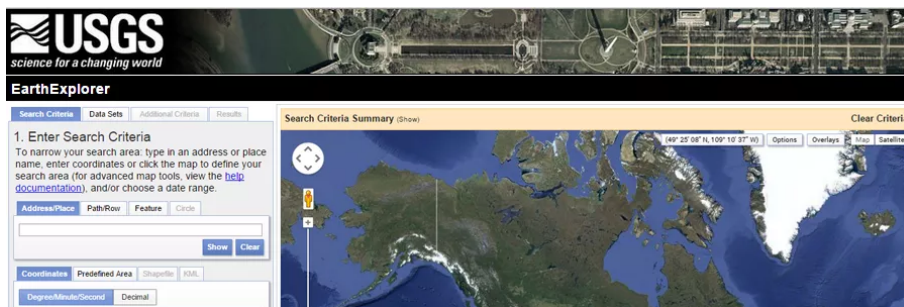 USGS
science for a changing world
EarthExplorer
Search Criteria Data Sets Additional Criteria Results
Search Criteria Summary (Show) Clear Criteria
1. Enter Search Criteria
To narrow your search area: type in an address or place
name, enter coordinates or click the map to define your
search area (for advanced map tools, view the help
documentation), and/or choose a date range.
(49° 25' 08" N, 109° 10' 37" W) Options Overlays Map Satellite
Address/Place Path/Row Feature Circle
Show Clear
Coordinates Predefined Area Shapefile KML
Degree/Minute/Second Decimal